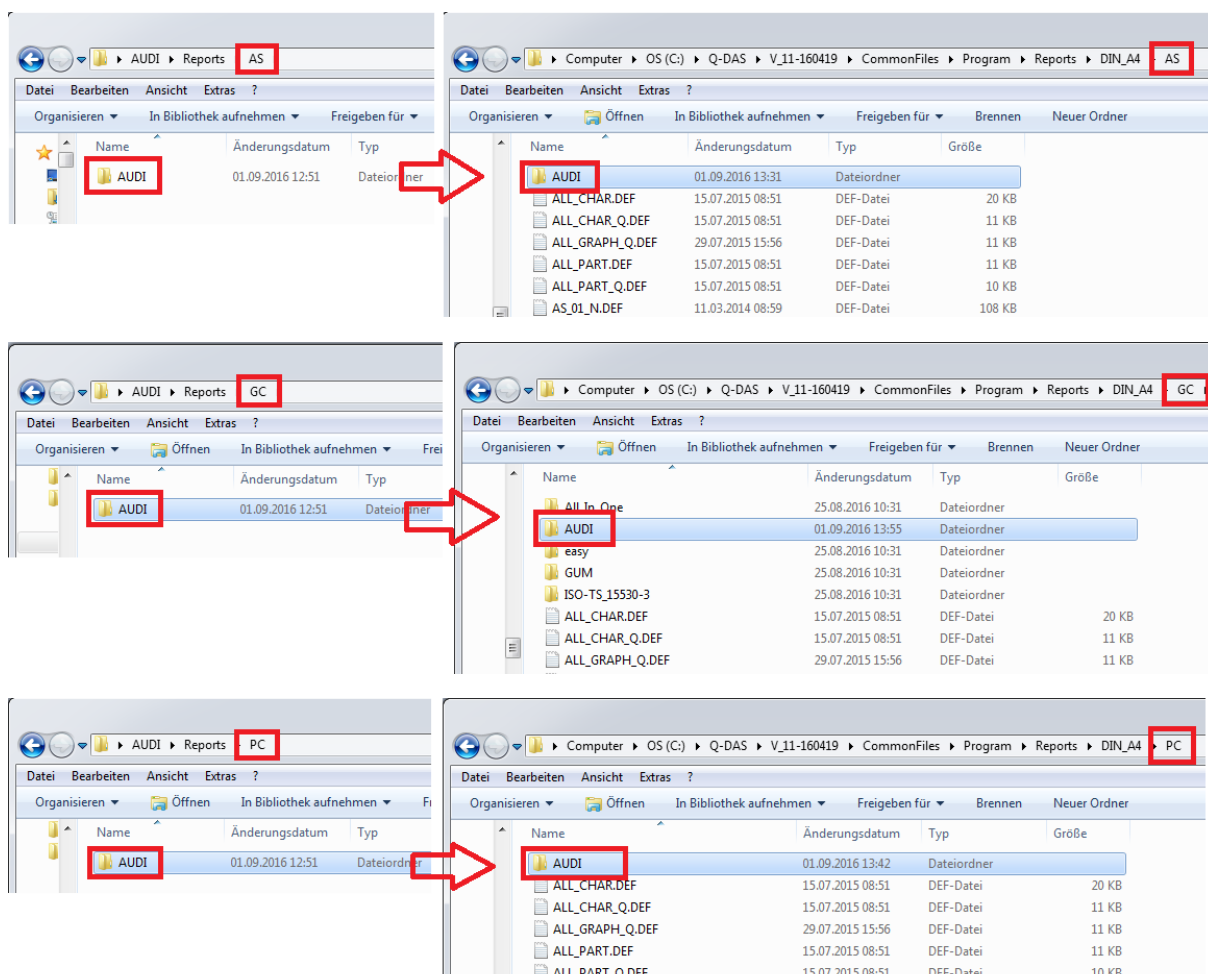 AUDI Reports AS
Datei Bearbeiten Ansicht Extras ?
Organisieren In Bibliothek aufnehmen Freigeben für
Name Änderungsdatum Typ
AUDI 01.09.2016 12:51 Dateiordner
Computer OS (C:) Q-DAS V_11-160419 CommonFiles Program Reports DIN_A4 AS
Datei Bearbeiten Ansicht Extras ?
Organisieren Öffnen In Bibliothek aufnehmen Freigeben für Brennen Neuer Ordner
Name Änderungsdatum Typ Größe
AUDI 01.09.2016 13:31 Dateiordner
ALL_CHAR.DEF 15.07.2015 08:51 DEF-Datei 20 KB
ALL_CHAR_Q.DEF 15.07.2015 08:51 DEF-Datei 11 KB
ALL_GRAPH_Q.DEF 29.07.2015 15:56 DEF-Datei 11 KB
ALL_PART.DEF 15.07.2015 08:51 DEF-Datei 11 KB
ALL_PART_Q.DEF 15.07.2015 08:51 DEF-Datei 10 KB
AS_01_N.DEF 11.03.2014 08:59 DEF-Datei 108 KB
AUDI Reports GC
Datei Bearbeiten Ansicht Extras ?
Organisieren Öffnen In Bibliothek aufnehmen Frei
Name Änderungsdatum Typ
AUDI 01.09.2016 12:51 Dateiordner
Computer OS (C:) Q-DAS V_11-160419 CommonFiles Program Reports DIN_A4 GC
Datei Bearbeiten Ansicht Extras ?
Organisieren Öffnen In Bibliothek aufnehmen Freigeben für Brennen Neuer Ordner
Name Änderungsdatum Typ Größe
All_In_One 25.08.2016 10:31 Dateiordner
AUDI 01.09.2016 13:55 Dateiordner
easy 25.08.2016 10:31 Dateiordner
GUM 25.08.2016 10:31 Dateiordner
ISO-TS_15530-3 25.08.2016 10:31 Dateiordner
ALL_CHAR.DEF 15.07.2015 08:51 DEF-Datei 20 KB
ALL_CHAR_Q.DEF 15.07.2015 08:51 DEF-Datei 11 KB
ALL_GRAPH_Q.DEF 29.07.2015 15:56 DEF-Datei 11 KB
AUDI Reports PC
Datei Bearbeiten Ansicht Extras ?
Organisieren Öffnen In Bibliothek aufnehmen
Name Änderungsdatum Typ
AUDI 01.09.2016 12:51 Dateiordner
Computer OS (C:) Q-DAS V_11-160419 CommonFiles Program Reports DIN_A4 PC
Datei Bearbeiten Ansicht Extras ?
Organisieren Öffnen In Bibliothek aufnehmen Freigeben für Brennen Neuer Ordner
Name Änderungsdatum Typ Größe
AUDI 01.09.2016 13:42 Dateiordner
ALL_CHAR.DEF 15.07.2015 08:51 DEF-Datei 20 KB
ALL_CHAR_Q.DEF 15.07.2015 08:51 DEF-Datei 11 KB
ALL_GRAPH_Q.DEF 29.07.2015 15:56 DEF-Datei 11 KB
ALL_PART.DEF 15.07.2015 08:51 DEF-Datei 11 KB
ALL_PART_Q.DEF 15.07.2015 08:51 DEF-Datei 10 KB